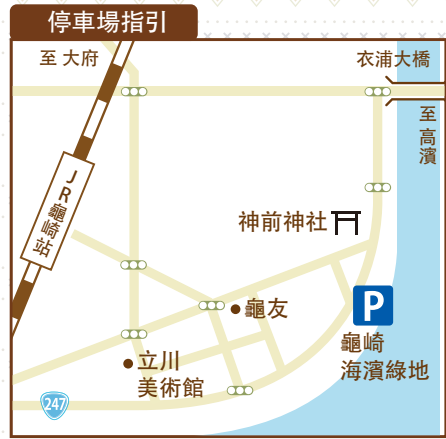 停車場指引
至 大府
衣浦大橋
至高濱
JR龜崎站
神前神社
龜友
P
龜崎
海濱綠地
立川
美術館
247